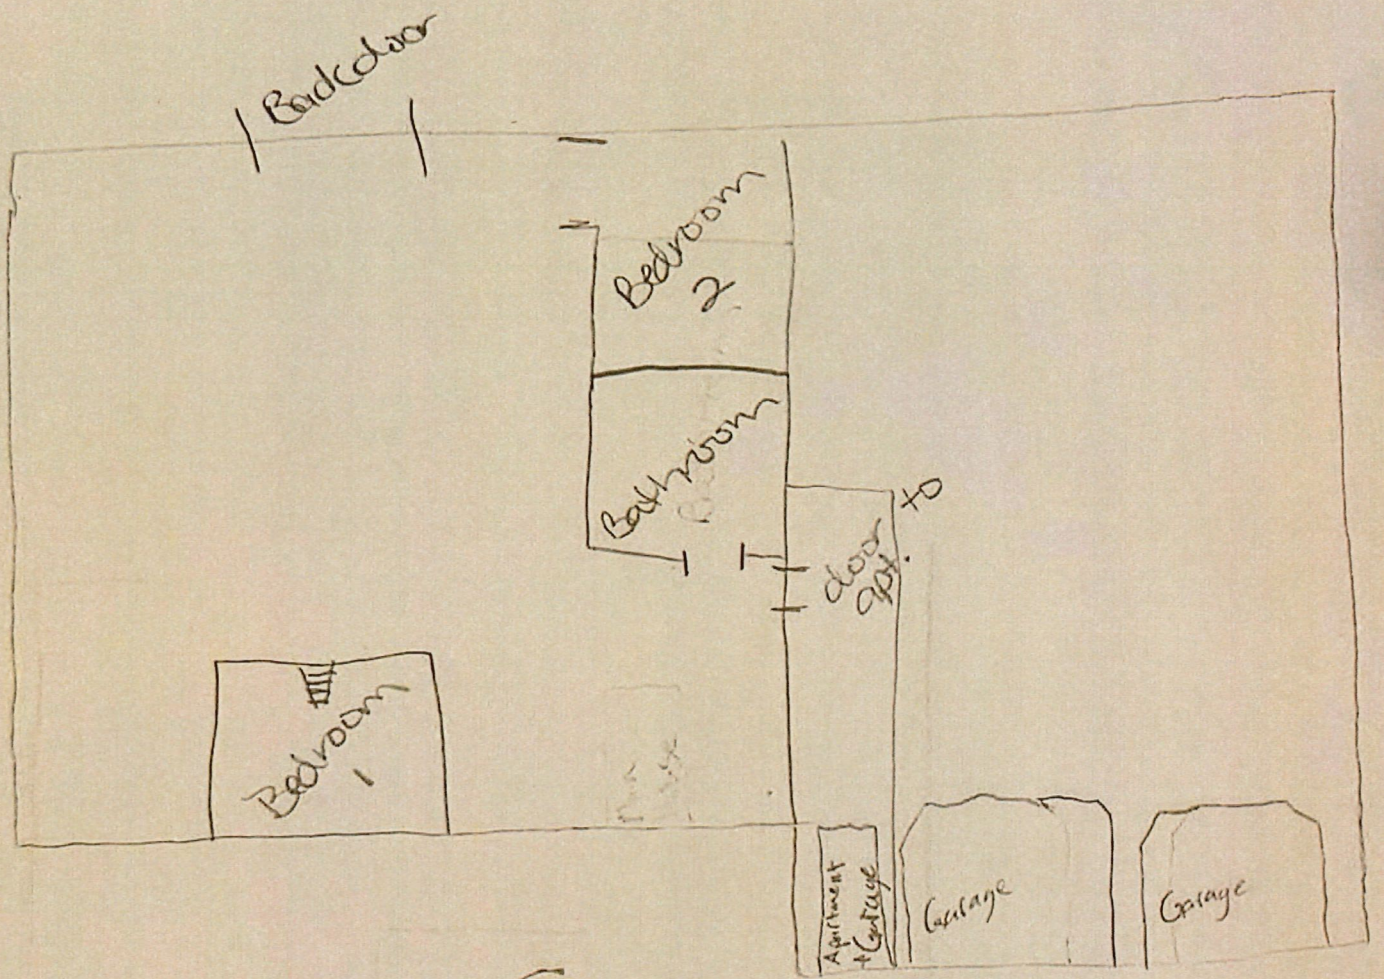 Backdoor
Bedroom
2
Bathroom
to
door
apt.
Bedroom
1
Apartment
+ Garage
Garage
Garage